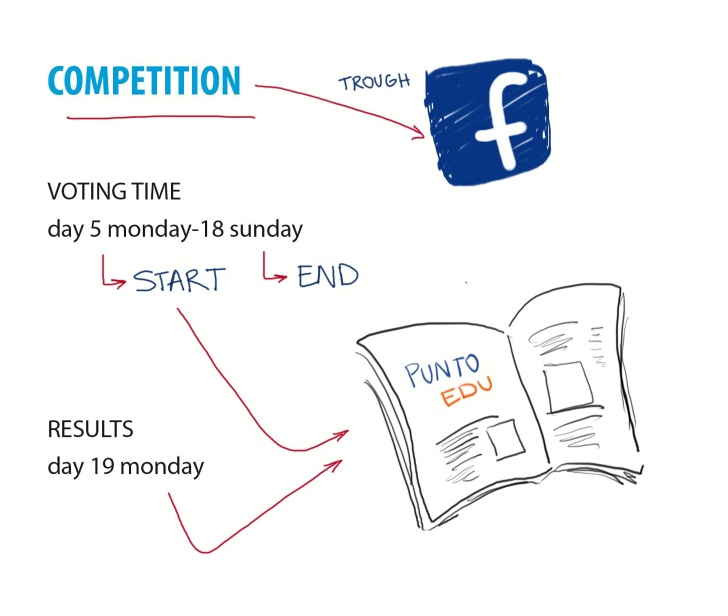 COMPETITION
TROUGH
f
VOTING TIME
day 5 monday-18 sunday
START
END
PUNTO
EDU
RESULTS
day 19 monday